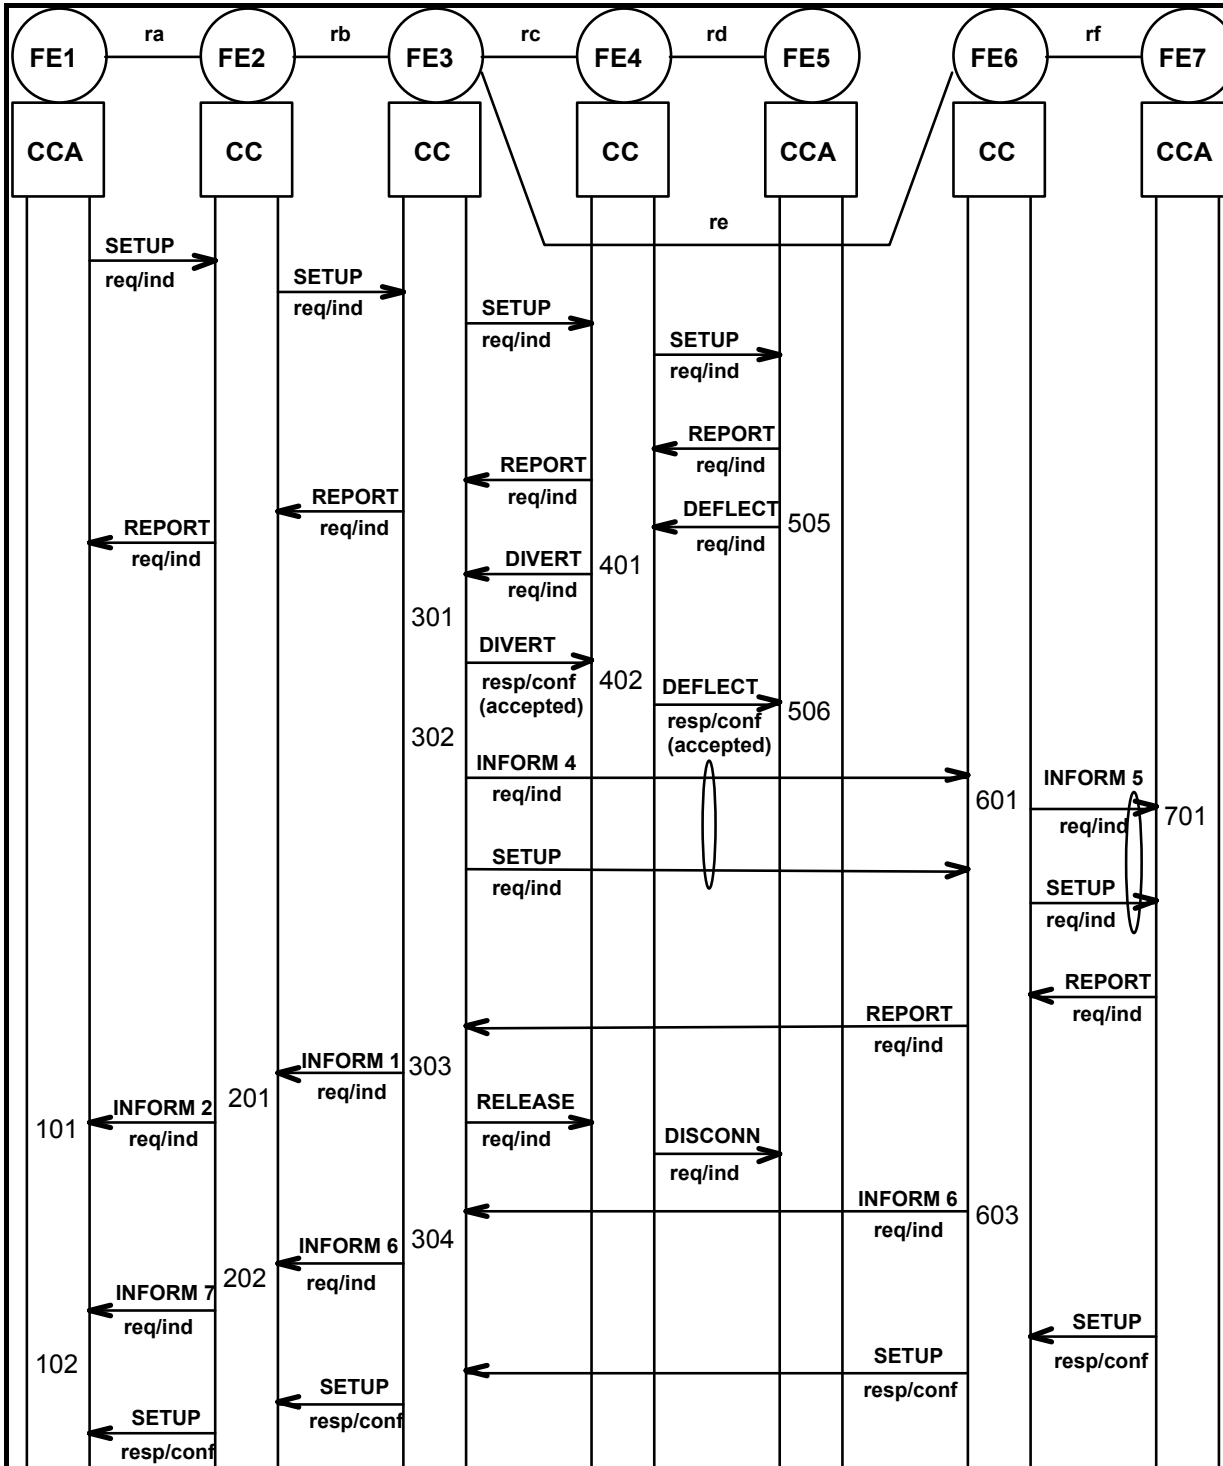 ra rb rc rd rf
FE1 FE2 FE3 FE4 FE5 FE6 FE7
CCA CC CC CC CCA CC CCA
re
SETUP
req/ind
SETUP
req/ind
SETUP
req/ind
SETUP
req/ind
REPORT
req/ind
REPORT
req/ind
REPORT
req/ind
REPORT
req/ind
DEFLECT
req/ind
505
DIVERT
req/ind
401
301
DIVERT
resp/conf
(accepted)
402
DEFLECT
resp/conf
(accepted)
506
302
INFORM 4
req/ind
601
INFORM 5
req/ind
701
SETUP
req/ind
SETUP
req/ind
REPORT
req/ind
REPORT
req/ind
303
INFORM 1
req/ind
201
INFORM 2
req/ind
101
RELEASE
req/ind
DISCONN
req/ind
INFORM 6
req/ind
603
304
INFORM 6
req/ind
202
INFORM 7
req/ind
102
SETUP
resp/conf
SETUP
resp/conf
SETUP
resp/conf
SETUP
resp/conf